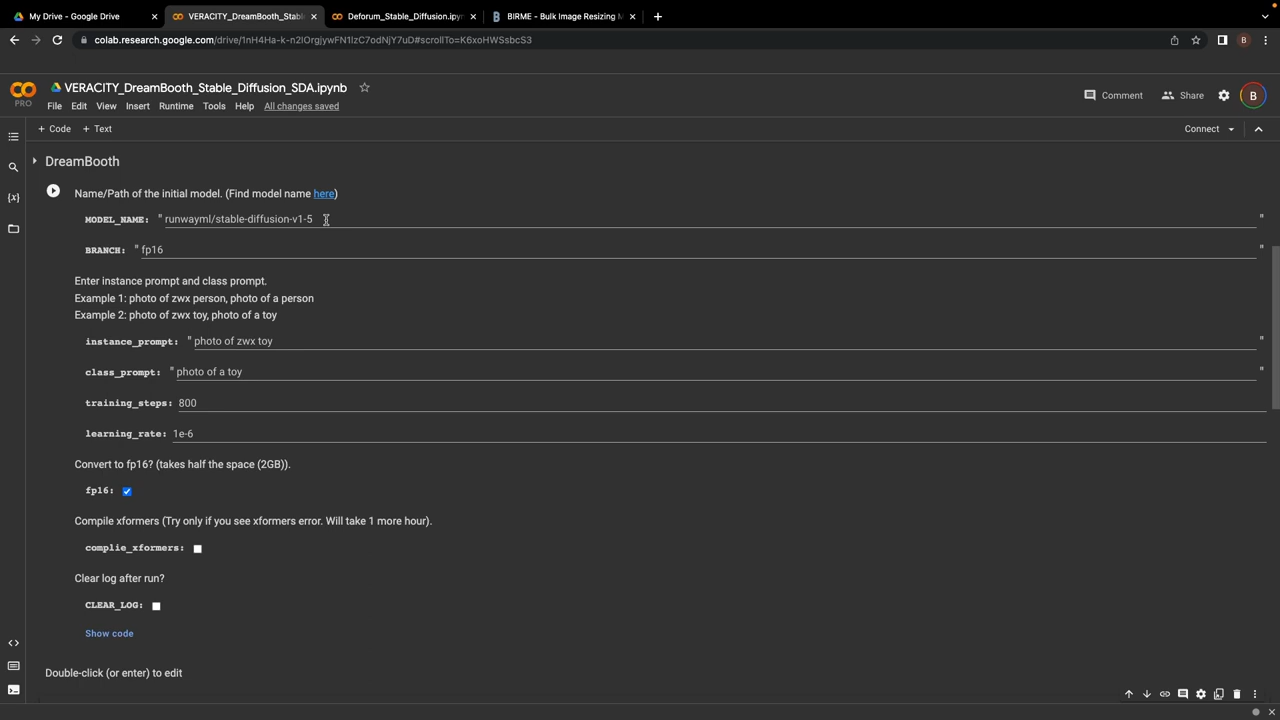 My Drive - Google Drive
VERACITY_DreamBooth_Stabl
Deforum_Stable_Diffusion.ipyn
BIRME - Bulk Image Resizing M
colab.research.google.com/drive/1nH4Ha-k-n2IOrgjywFN1IzC7odNjY7uD#scrollTo=K6xoHWSsbcS3
B
CO
PRO
VERACITY_DreamBooth_Stable_Diffusion_SDA.ipynb
File Edit View Insert Runtime Tools Help All changes saved
Comment
Share
B
+ Code + Text
Connect
DreamBooth
Name/Path of the initial model. (Find model name here)
MODEL_NAME: " runwayml/stable-diffusion-v1-5 "
BRANCH: " fp16 "
Enter instance prompt and class prompt.
Example 1: photo of zwx person, photo of a person
Example 2: photo of zwx toy, photo of a toy
instance_prompt: " photo of zwx toy "
class_prompt: " photo of a toy "
training_steps: 800
learning_rate: 1e-6
Convert to fp16? (takes half the space (2GB)).
fp16:
Compile xformers (Try only if you see xformers error. Will take 1 more hour).
complie_xformers:
Clear log after run?
CLEAR_LOG:
Show code
Double-click (or enter) to edit